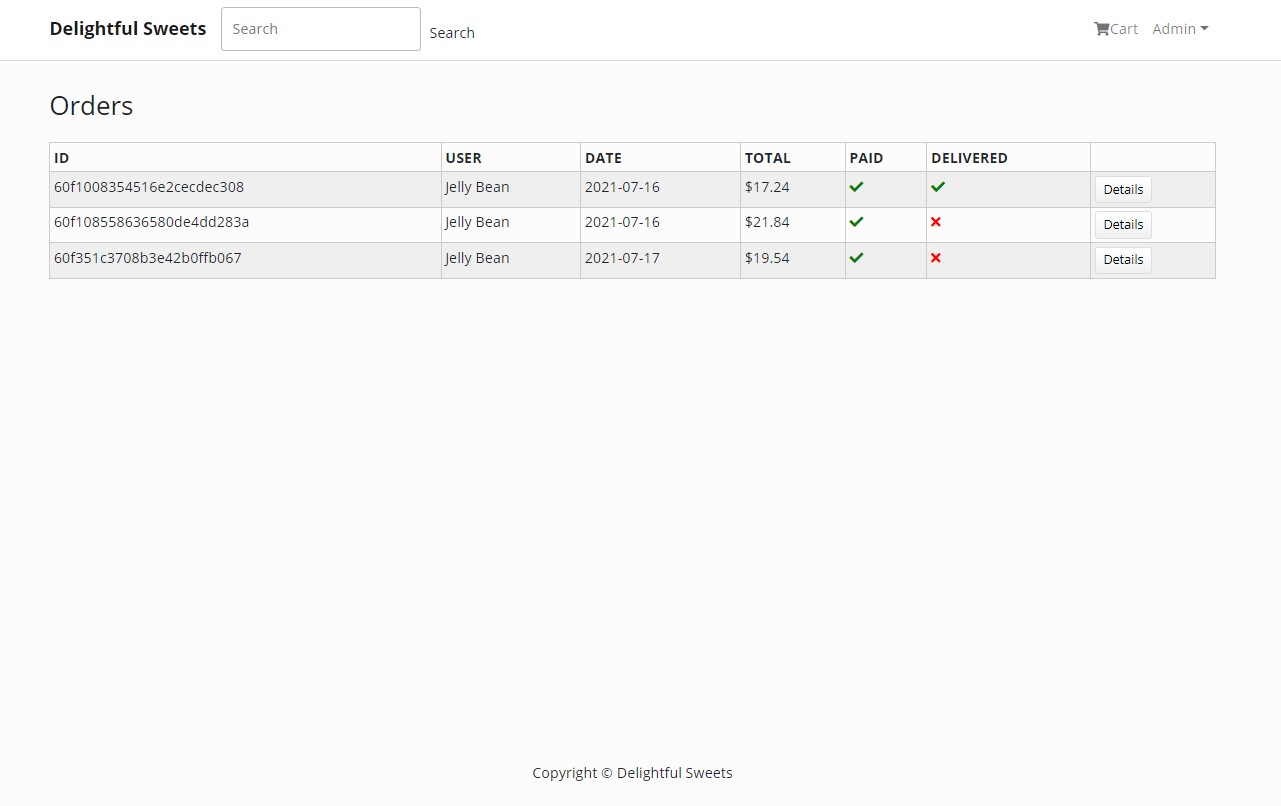 Delightful Sweets Search Search Cart Admin
Orders
ID USER DATE TOTAL PAID DELIVERED
60f1008354516e2cecdec308 Jelly Bean 2021-07-16 $17.24 Details
60f108558636580de4dd283a Jelly Bean 2021-07-16 $21.84 Details
60f351c3708b3e42b0ffb067 Jelly Bean 2021-07-17 $19.54 Details
Copyright © Delightful Sweets